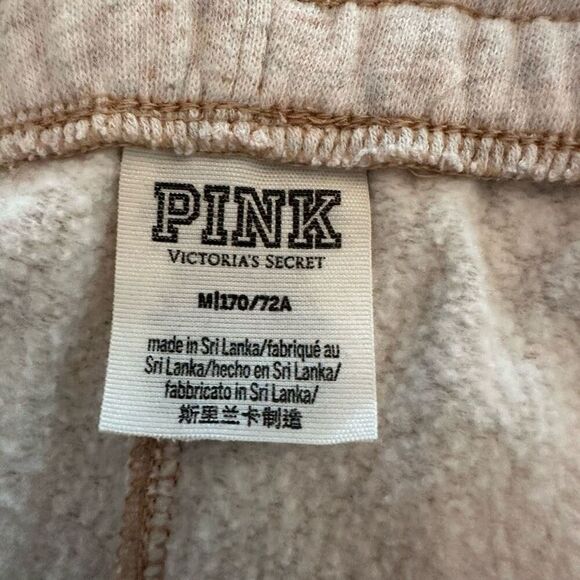 PINK
VICTORIA'S SECRET
M|170/72A
made in Sri Lanka/fabriqué au
Sri Lanka/hecho en Sri Lanka/
fabbricato in Sri Lanka/
斯里兰卡制造